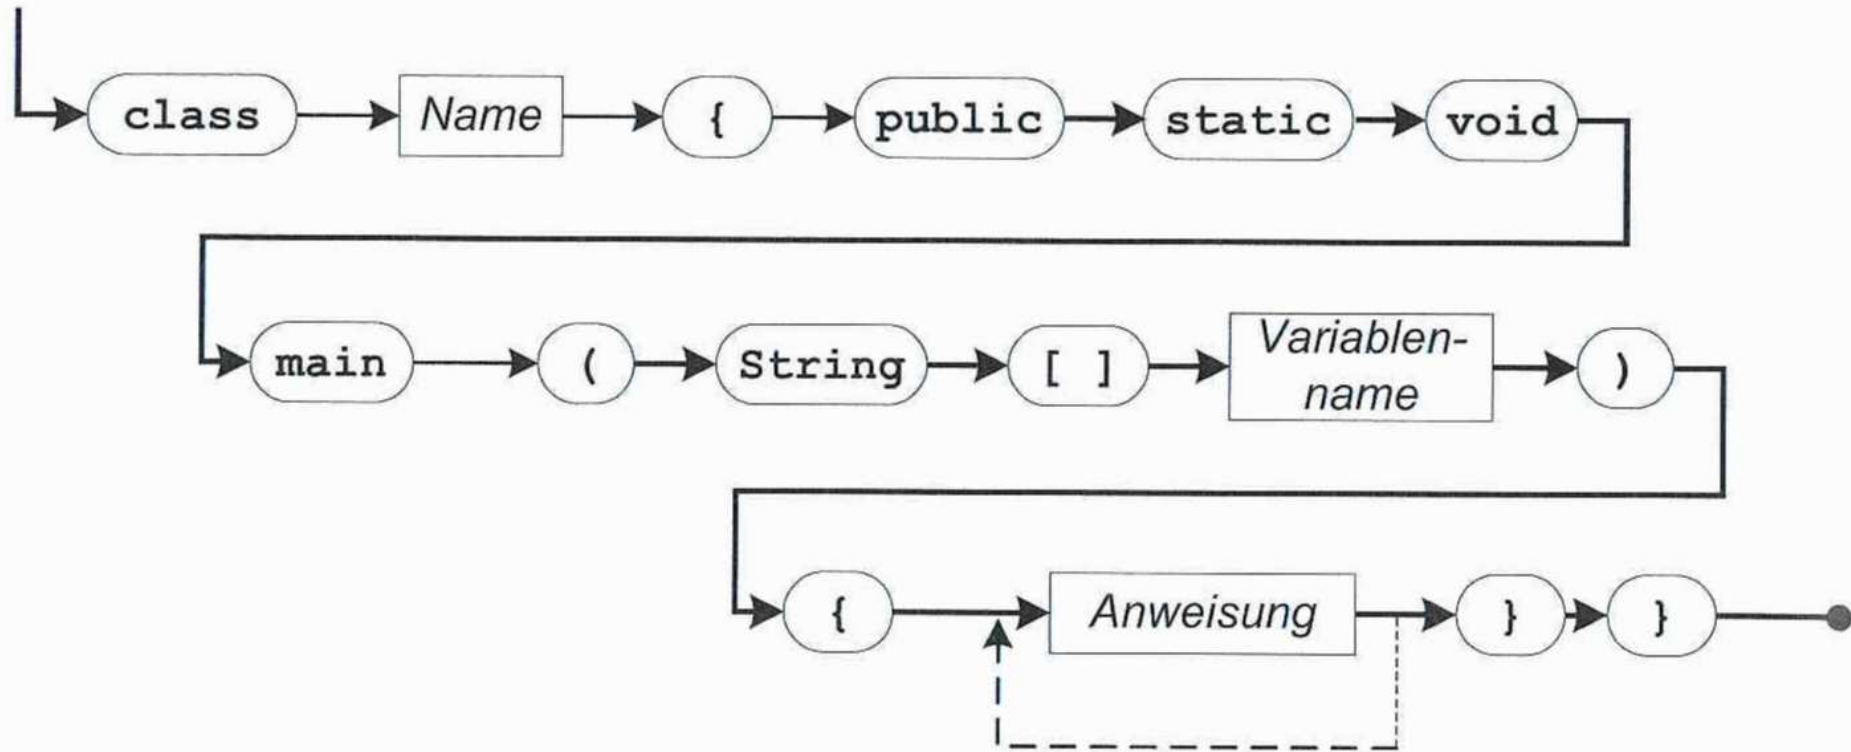 class Name { public static void
main ( String [ ] Variablen-
name )
{ Anweisung } }